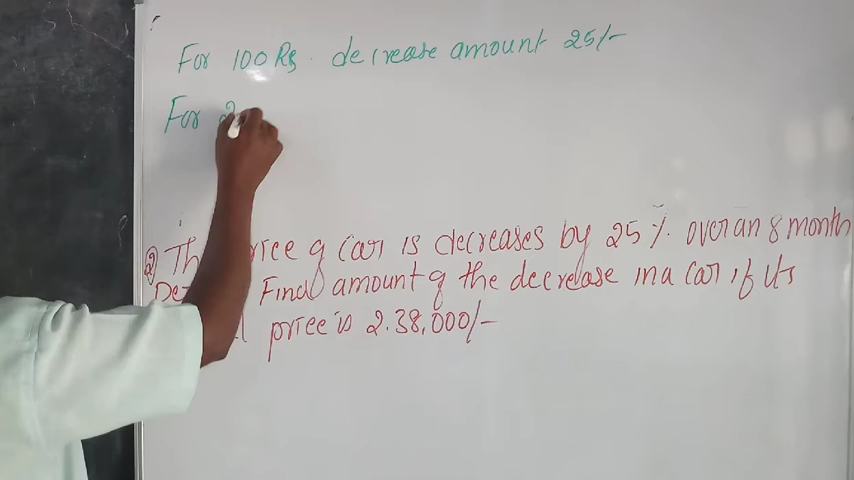 For 100 Rs. decrease amount 25/-
For 2
2) The price of car is decreases by 25%. over an 8 month
Find amount of the decrease in a car if its
price is 2.38,000/-